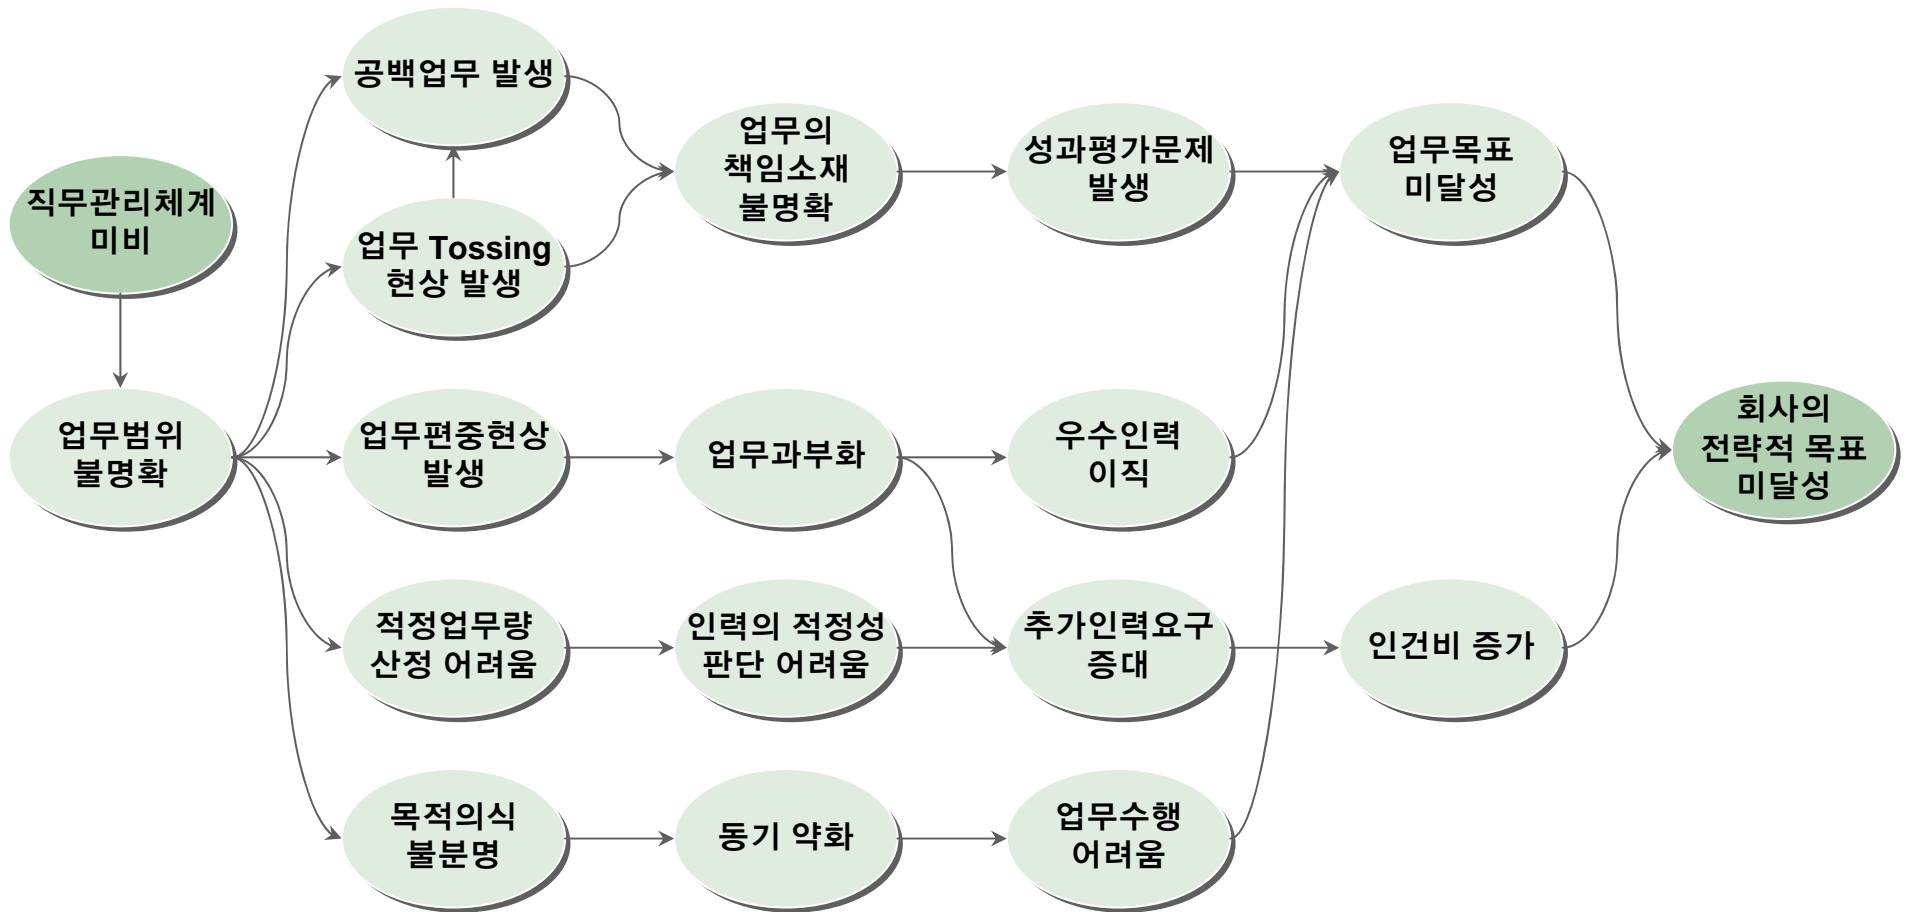 직무관리체계
미비
업무범위
불명확
공백업무 발생
업무 Tossing
현상 발생
업무편중현상
발생
적정업무량
산정 어려움
목적의식
불분명
업무의
책임소재
불명확
업무과부화
인력의 적정성
판단 어려움
동기 약화
성과평가문제
발생
우수인력
이직
추가인력요구
증대
업무수행
어려움
업무목표
미달성
인건비 증가
회사의
전략적 목표
미달성